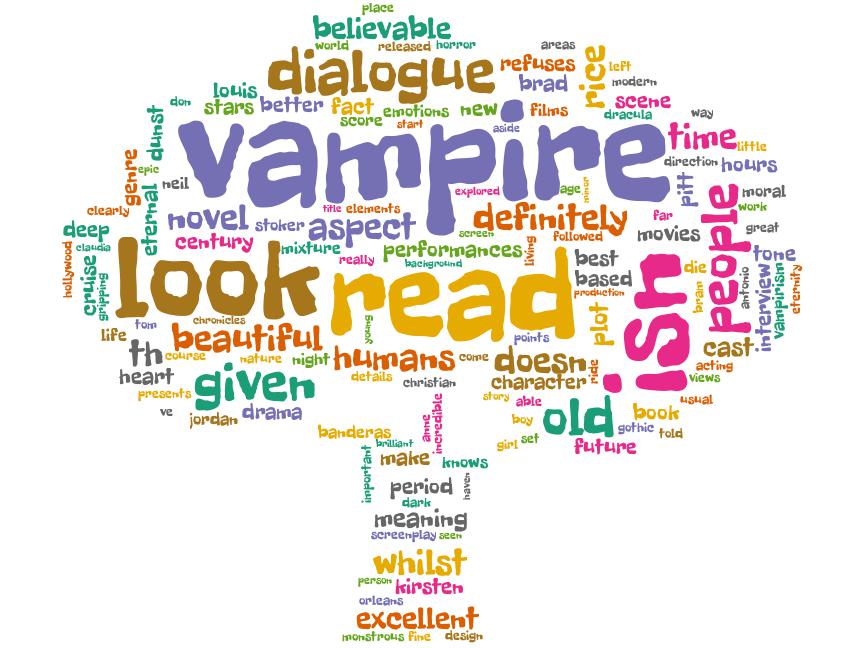 place
believable
world released horror areas
dialogue refuses rice left
louis brad modern
don stars better fact emotions new films scene
dunst score start aside dracula way
vampire time little
genre epic direction hours
neil explored age minor pitt people moral
clearly eternal title elements work
novel stoker aspect definitely far great
deep century screen followed movies
claudia mixture performances living best tone
hollywood cruise gripping really background based die antonio interview vampirism eternity
look read production ish bram
chronicles young plot
life tom beautiful points cast
th course nature night humans come doesn acting
heart details christian character ride views
presents given story able usual
ve jordan drama anne incredible boy old book
banderas girl set gothic told
brilliant future
important make knows
period haven
dark
meaning
screenplay seen
whilst
person kirsten
orleans
excellent
monstrous fine design